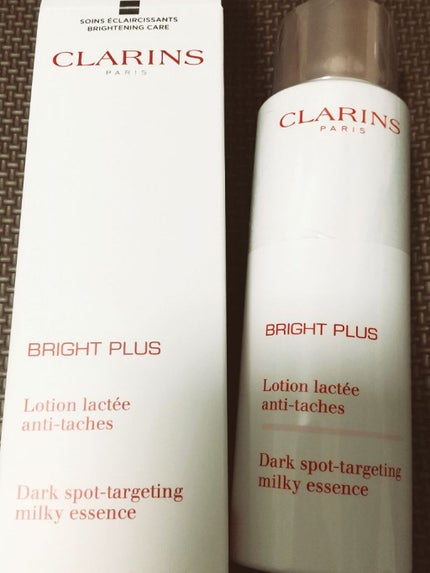 SOINS ÉCLAIRCISSANTS
BRIGHTENING CARE
CLARINS
PARIS
BRIGHT PLUS
Lotion lactée
anti-taches
Dark spot-targeting
milky essence
CLARINS
PARIS
BRIGHT PLUS
Lotion lactée
anti-taches
Dark spot-targeting
milky essence